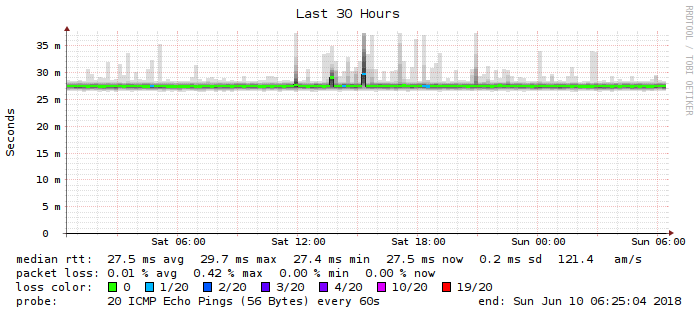 Last 30 Hours
RRDTOOL / TOBI OETIKER
Seconds
35 m
30 m
25 m
20 m
15 m
10 m
5 m
0
Sat 06:00 Sat 12:00 Sat 18:00 Sun 00:00 Sun 06:00
median rtt: 27.5 ms avg 29.7 ms max 27.4 ms min 27.5 ms now 0.2 ms sd 121.4 am/s
packet loss: 0.01 % avg 0.42 % max 0.00 % min 0.00 % now
loss color: 0 1/20 2/20 3/20 4/20 10/20 19/20
probe: 20 ICMP Echo Pings (56 Bytes) every 60s end: Sun Jun 10 06:25:04 2018